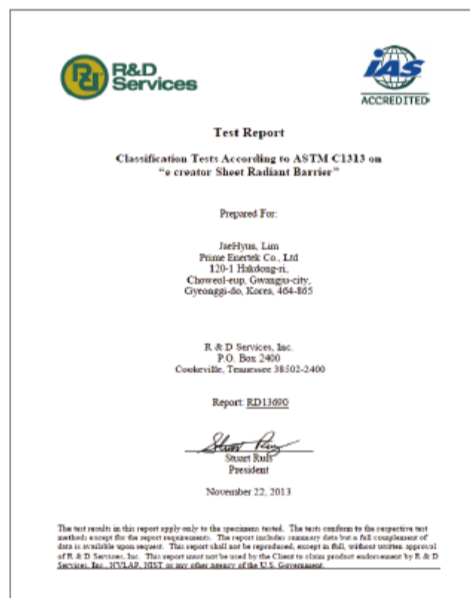 R&D
Services
IAS
ACCREDITED
Test Report
Classification Tests According to ASTM C1313 on
“e creator Sheet Radiant Barrier”
Prepared For:
JaeHyun, Lim
Prime Enertek Co., Ltd
120-1 Hakdong-ri,
Chowol-eup, Gwangju-city,
Gyeonggi-do, Korea, 464-865
R & D Services, Inc.
P.O. Box 2400
Cookeville, Tennessee 38502-2400
Report: RD13690
Stuart Ruis
President
November 22, 2013
The test results in this report apply only to the specimens tested. The tests conform to the respective test
methods except for the report requirements. The report includes summary data but a full complement of
data is available upon request. This report shall not be reproduced, except in full, without written approval
of R & D Services, Inc. This report must not be used by the Client to claim product endorsement by R & D
Services, Inc., NVLAP, NIST or any other agency of the U.S. Government.